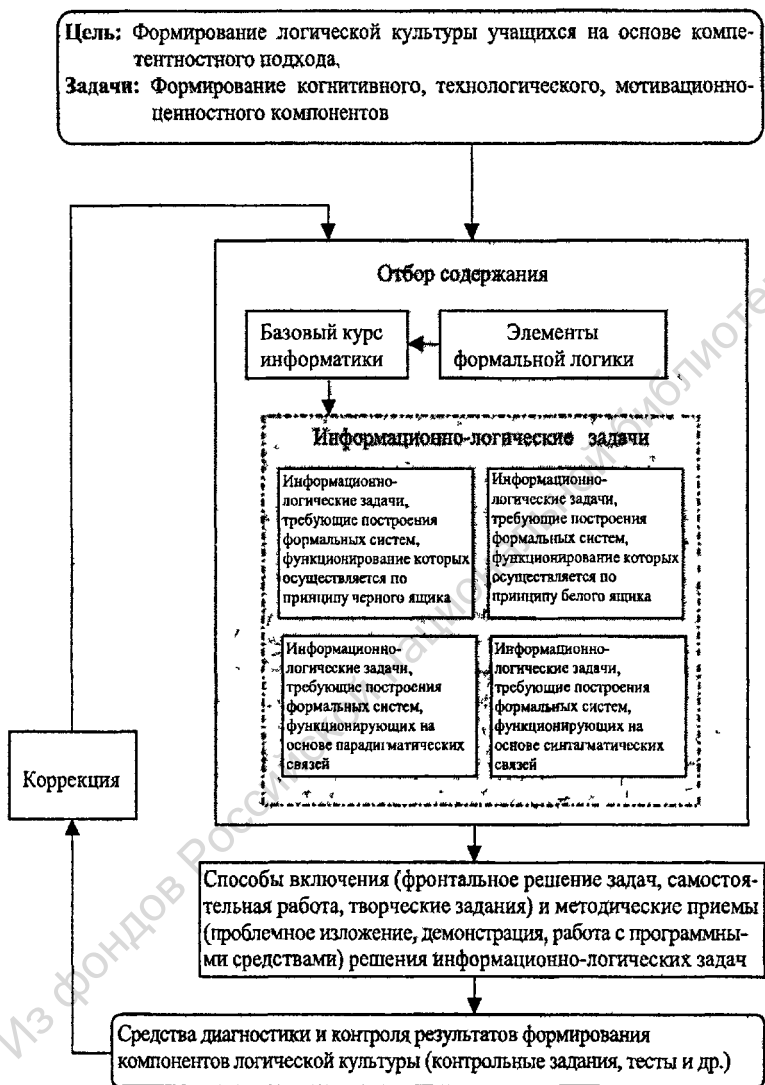 Цель: Формирование логической культуры учащихся на основе компе-
тентностного подхода,
Задачи: Формирование когнитивного, технологического, мотивационно-
ценностного компонентов
Отбор содержания
Базовый курс
информатики
Элементы
формальной логики
Информационно-логические задачи
Информационно-
логические задачи,
требующие построения
формальных систем,
функционирование которых
осуществляется по
принципу черного ящика
Информационно-
логические задачи,
требующие построения
формальных систем,
функционирование которых
осуществляется по
принципу белого ящика
Информационно-
логические задачи,
требующие построения
формальных систем,
функционирующих на
основе парадигматических
связей
Информационно-
логические задачи,
требующие построения
формальных систем,
функционирующих на
основе синтагматических
связей
Коррекция
Способы включения (фронтальное решение задач, самостоя-
тельная работа, творческие задания) и методические приемы
(проблемное изложение, демонстрация, работа с программны-
ми средствами) решения информационно-логических задач
Средства диагностики и контроля результатов формирования
компонентов логической культуры (контрольные задания, тесты и др.)
Из фондов Российской национальной библиоте